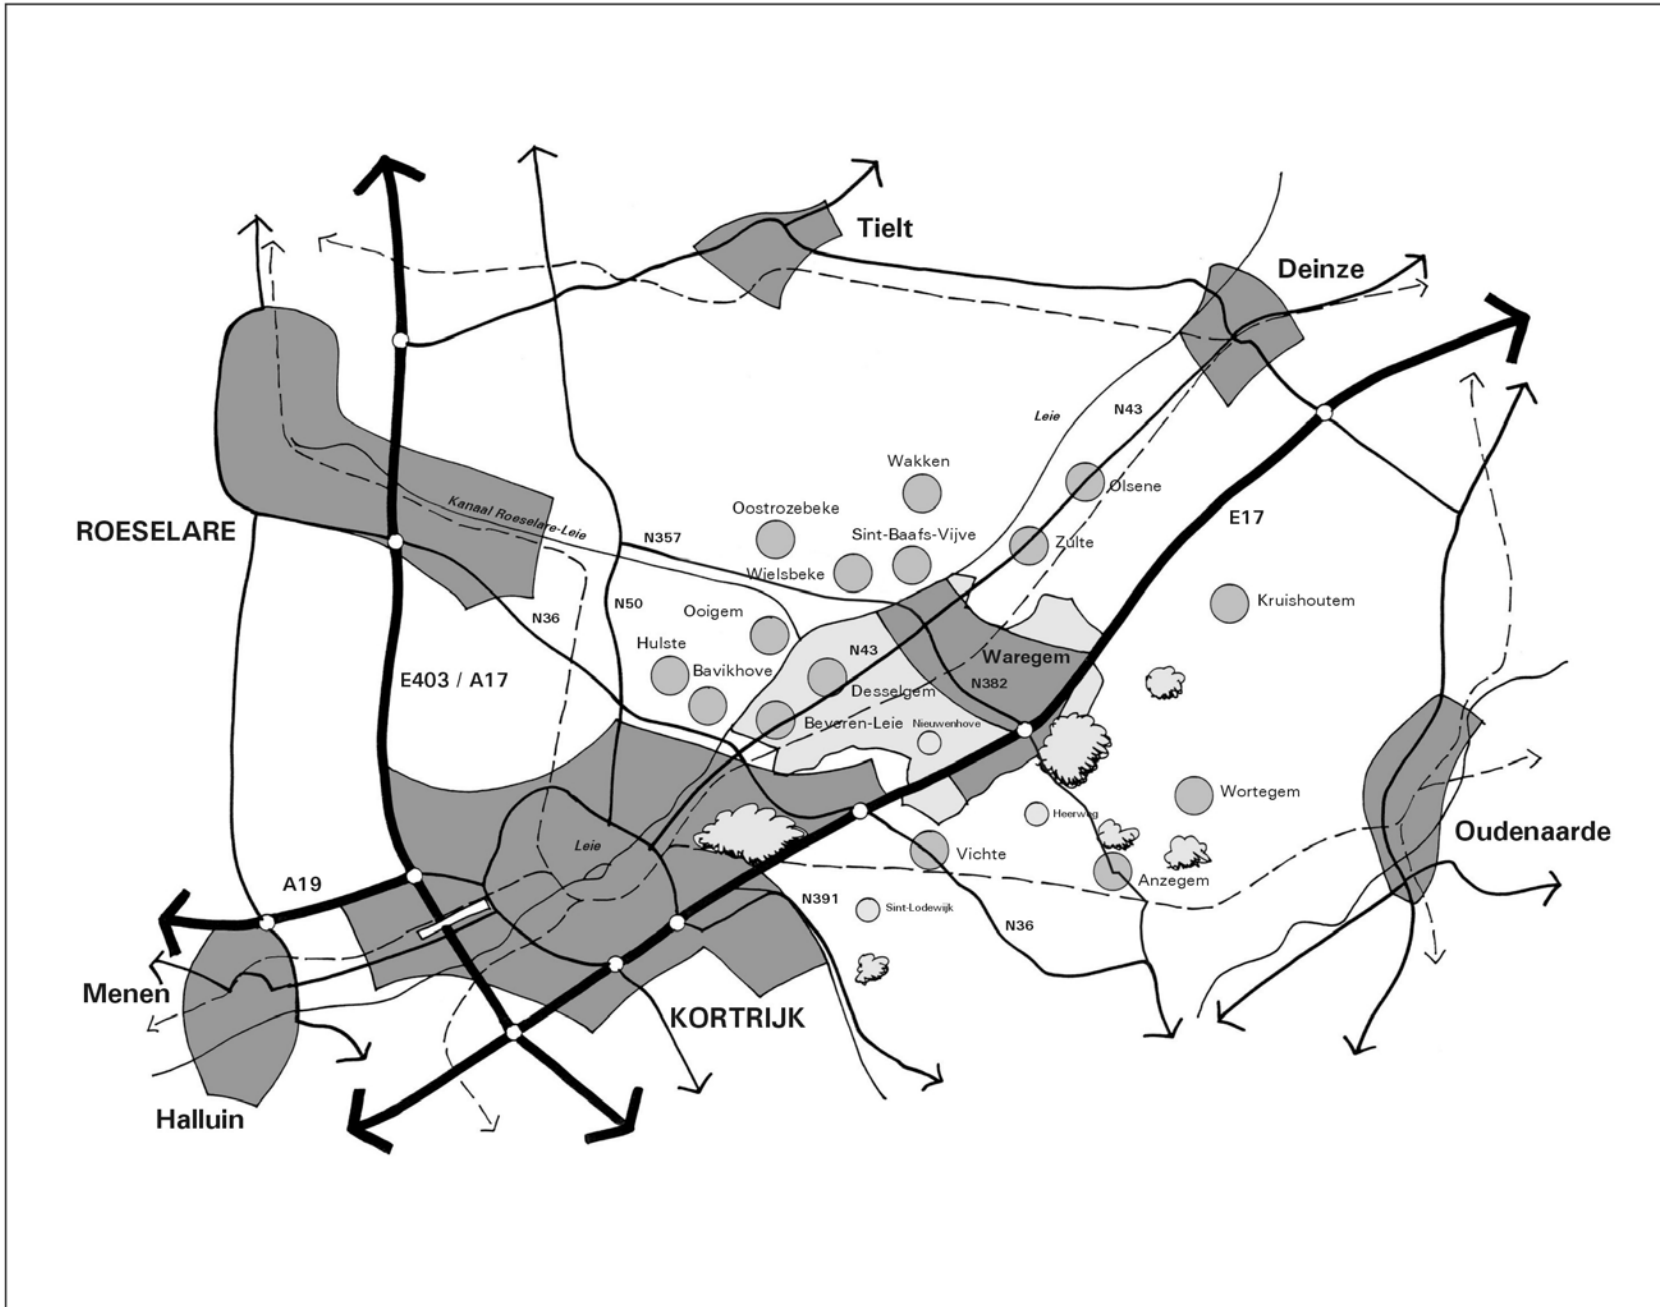 Tielt
Deinze
Leie
N43
Wakken
Olsene
Oostrozebeke
E17
ROESELARE
Kanaal Roeselare-Leie
N357
Sint-Baafs-Vijve
Zulte
Wielsbeke
N50
Ooigem
Kruishoutem
N36
Hulste
N43
Waregem
Bavikhove
E403 / A17
N382
Desselgem
Beveren-Leie
Nieuwenhove
Wortegem
Heerweg
Oudenaarde
Leie
Vichte
A19
Anzegem
N391
Sint-Lodewijk
N36
Menen
KORTRIJK
Halluin